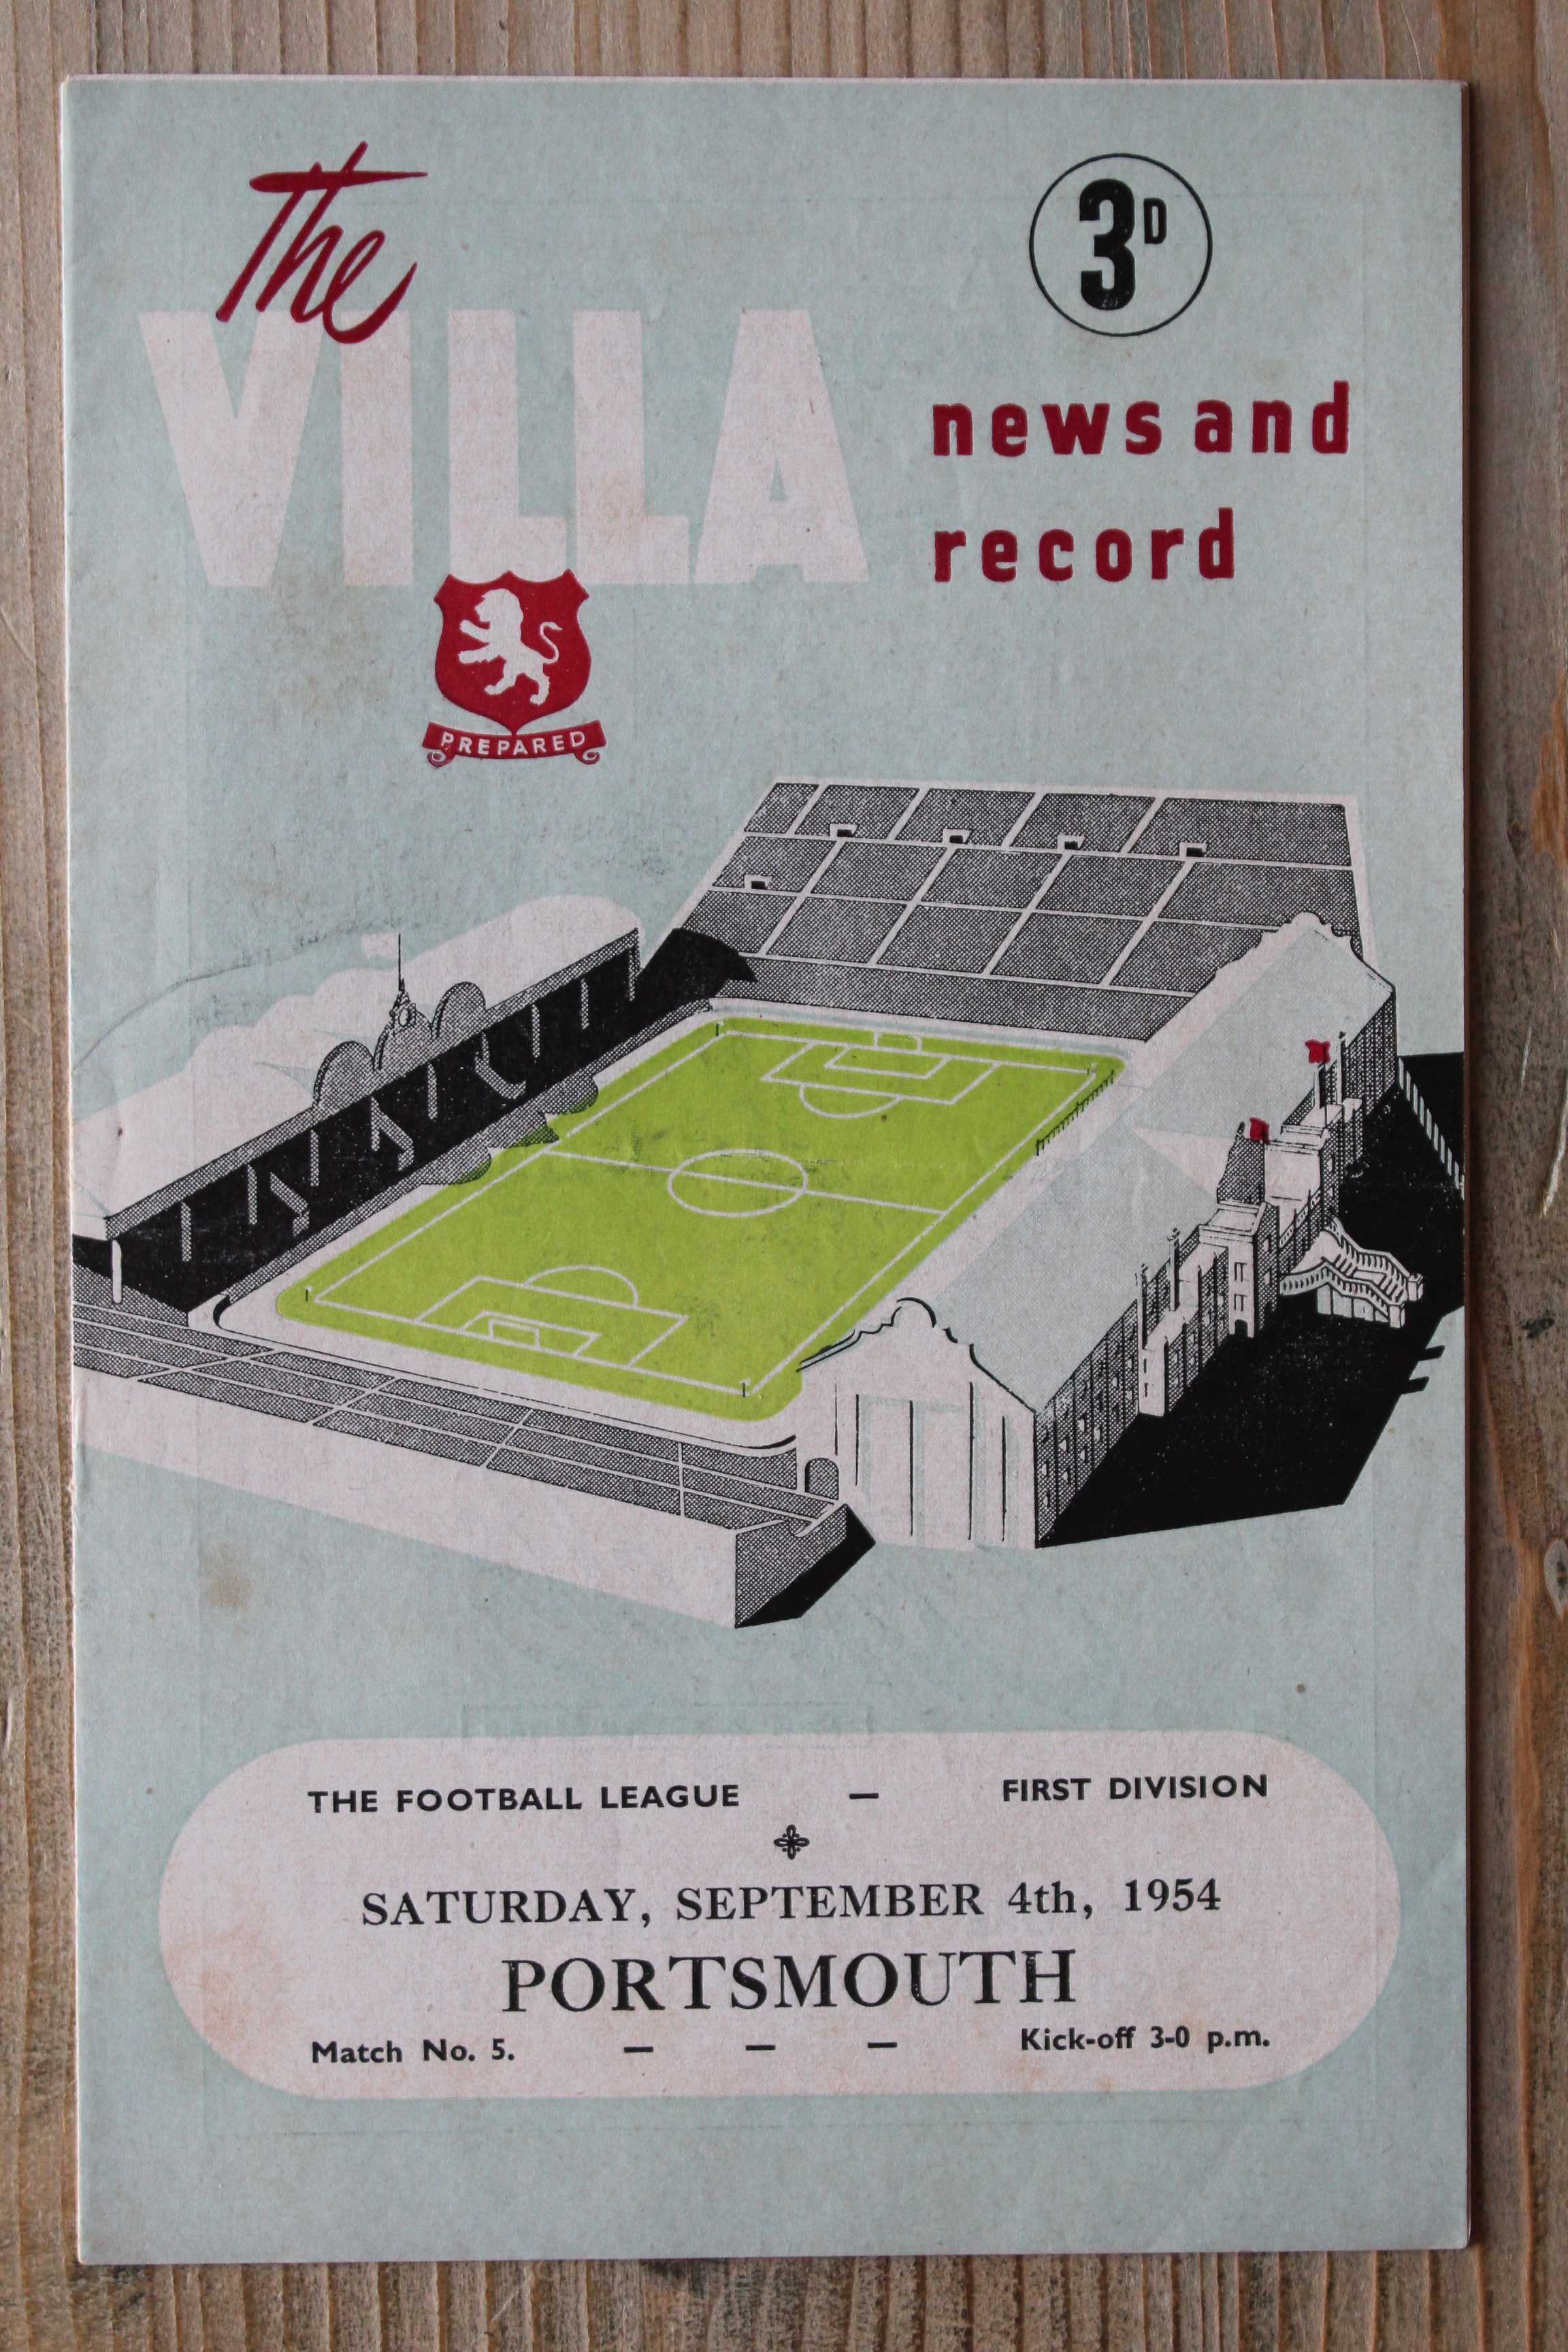 The
3D
VILLA
news and
record
PREPARED
THE FOOTBALL LEAGUE — FIRST DIVISION
SATURDAY, SEPTEMBER 4th, 1954
PORTSMOUTH
Match No. 5. — — — Kick-off 3-0 p.m.